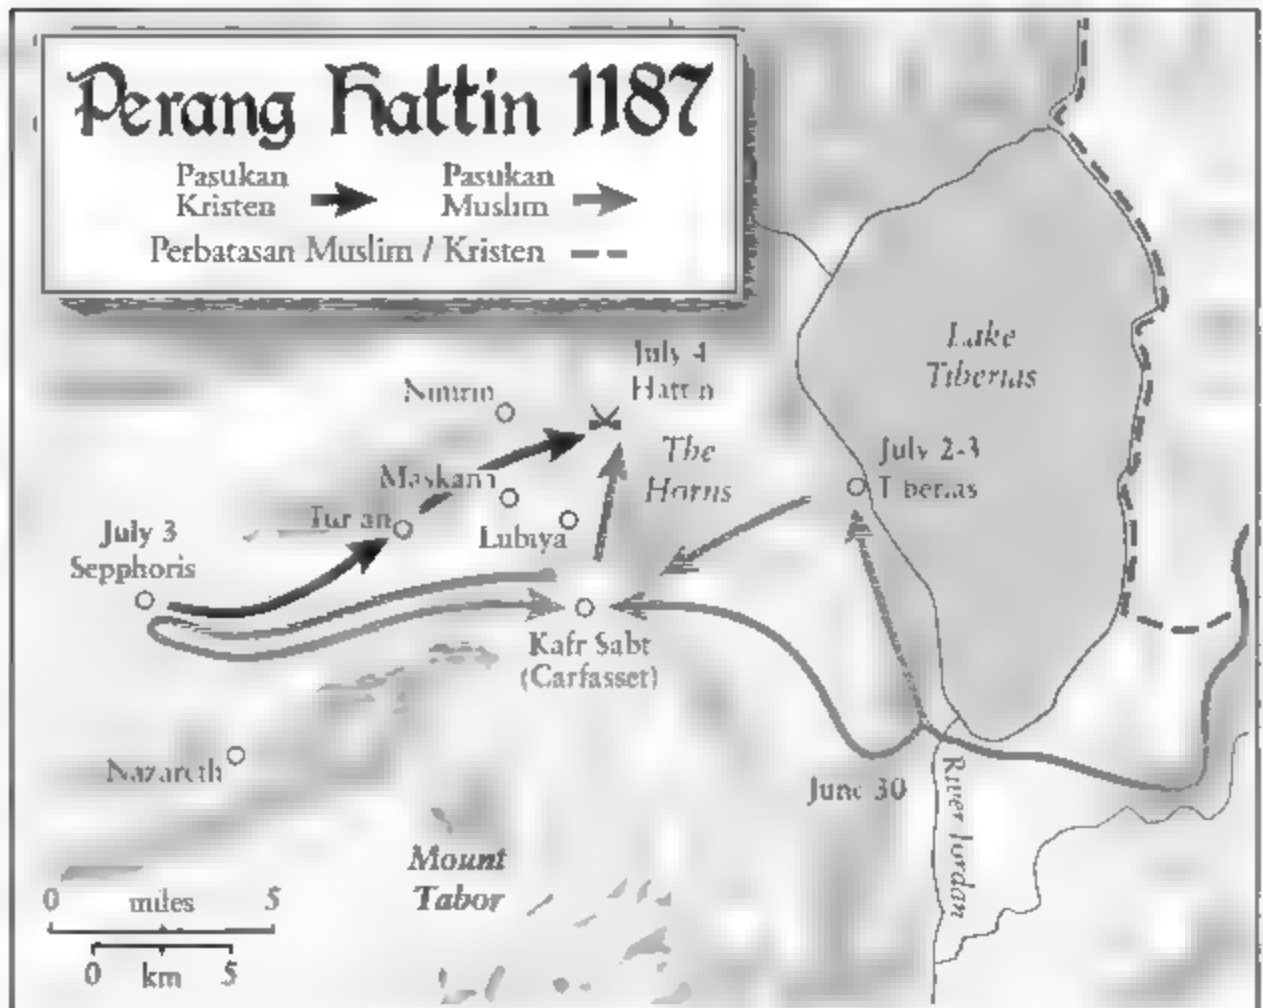 Perang Hattin 1187
Pasukan
Kristen
Pasukan
Muslim
Perbatasan Muslim / Kristen
July 4
Hattin
Nimrin
The
Horns
Maskana
Tur'an
Lubiya
July 3
Sepphoris
Lake
Tiberias
July 2-3
Tiberias
Kafr Sabt
(Carfasset)
Nazareth
June 30
River Jordan
Mount
Tabor
0 miles 5
0 km 5